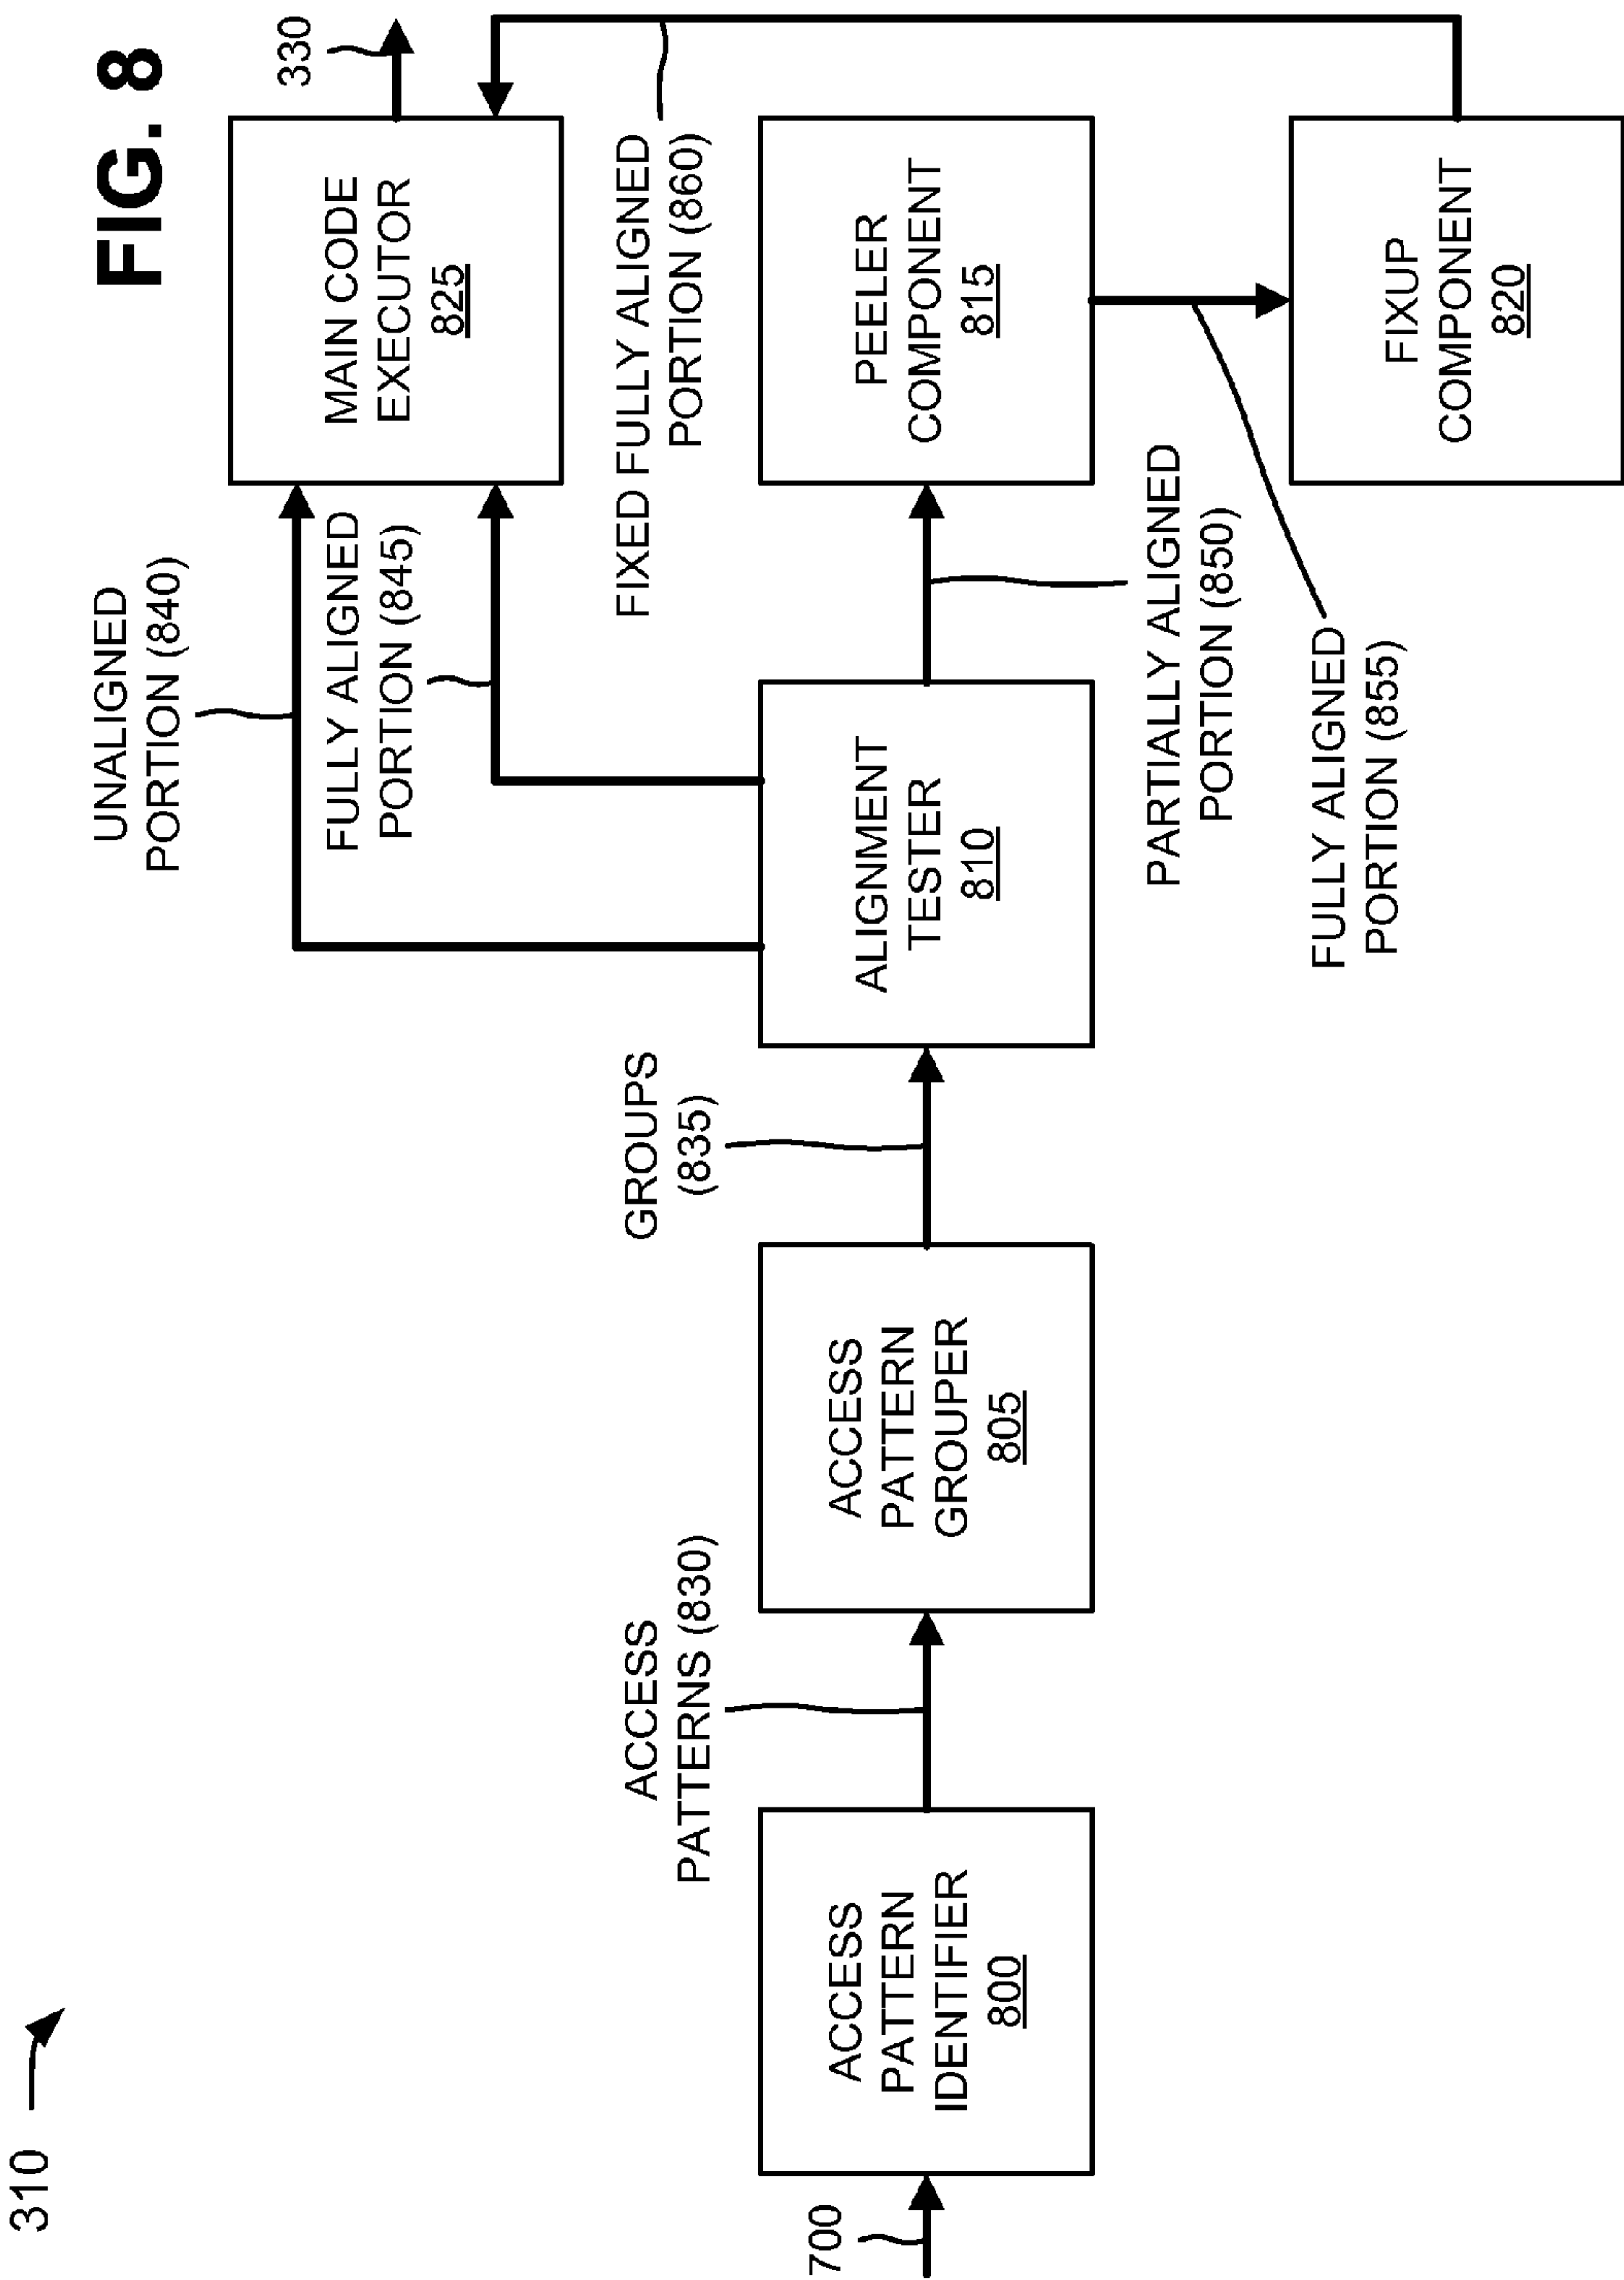 310
FIG. 8
700
ACCESS
PATTERN
IDENTIFIER
800
ACCESS
PATTERNS (830)
ACCESS
PATTERN
GROUPER
805
GROUPS
(835)
ALIGNMENT
TESTER
810
UNALIGNED
PORTION (840)
FULLY ALIGNED
PORTION (845)
MAIN CODE
EXECUTOR
825
330
FIXED FULLY ALIGNED
PORTION (860)
PEELER
COMPONENT
815
PARTIALLY ALIGNED
PORTION (850)
FULLY ALIGNED
PORTION (855)
FIXUP
COMPONENT
820